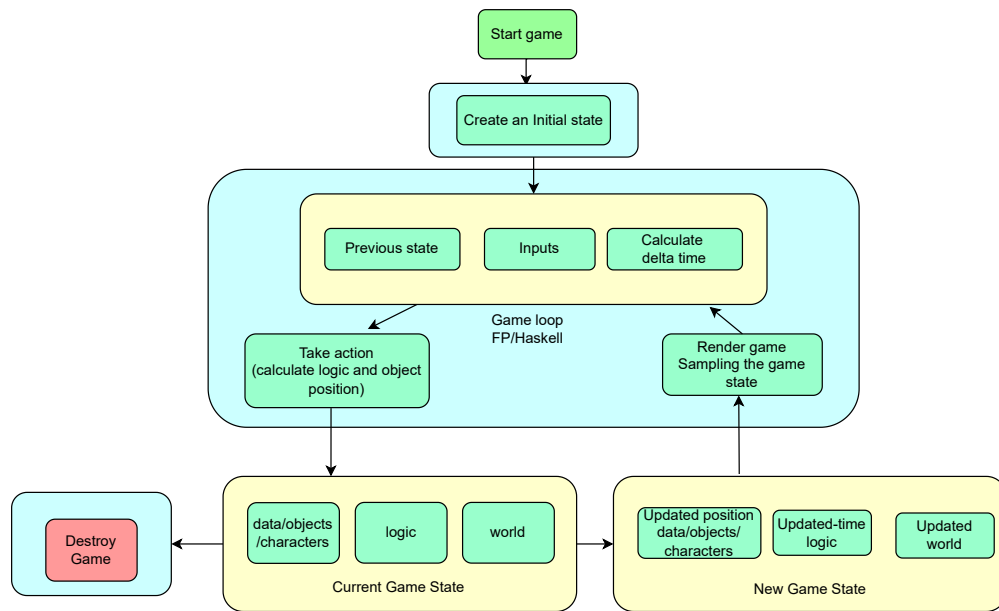 Start game
Create an Initial state
Previous state
Inputs
Calculate
delta time
Game loop
FP/Haskell
Take action
(calculate logic and object
position)
Render game
Sampling the game
state
data/objects
/characters
logic
world
Current Game State
Updated position
data/objects/
characters
Updated-time
logic
Updated
world
New Game State
Destroy
Game